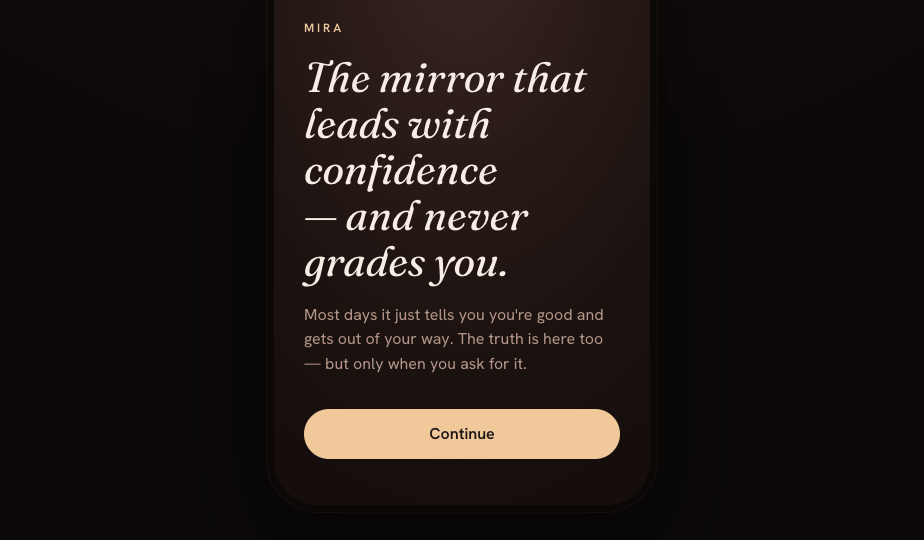 MIRA
The mirror that
leads with
confidence
— and never
grades you.
Most days it just tells you you're good and
gets out of your way. The truth is here too
— but only when you ask for it.
Continue